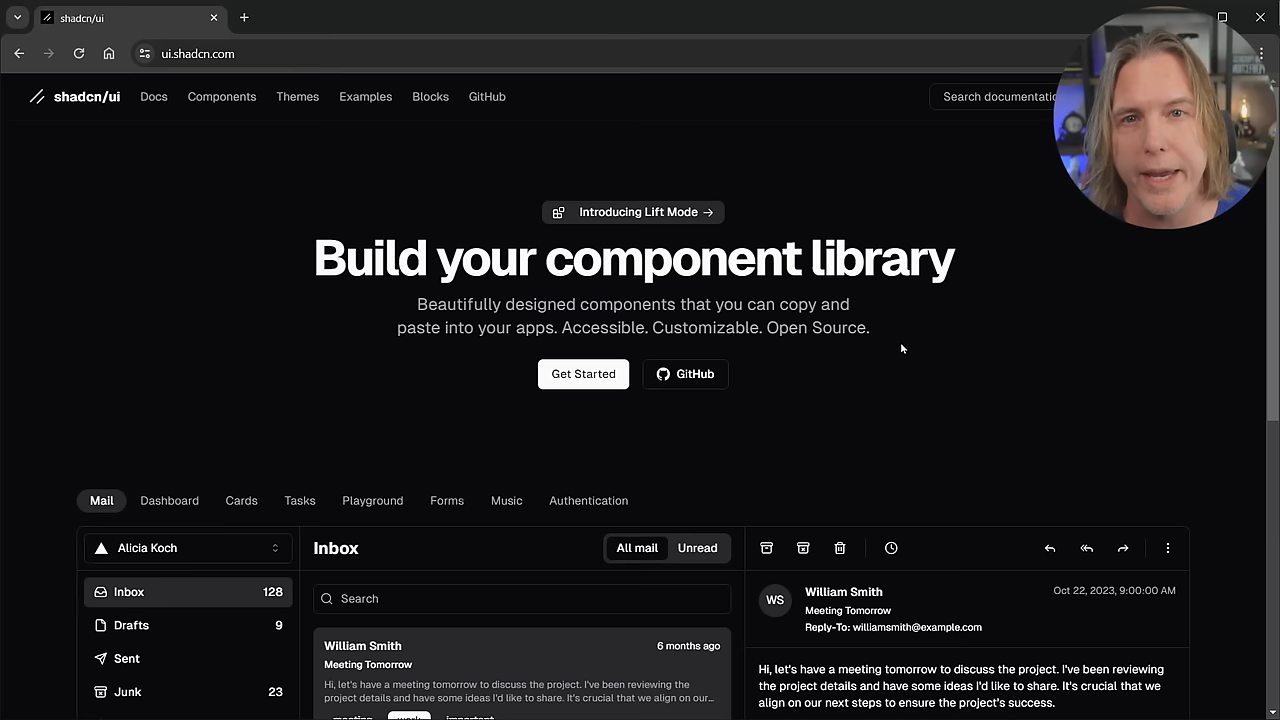 shadcn/ui
ui.shadcn.com
shadcn/ui
Docs
Components
Themes
Examples
Blocks
GitHub
Search documentatio
Introducing Lift Mode →
Build your component library
Beautifully designed components that you can copy and
paste into your apps. Accessible. Customizable. Open Source.
Get Started
GitHub
Mail
Dashboard
Cards
Tasks
Playground
Forms
Music
Authentication
Alicia Koch
Inbox 128
Drafts 9
Sent
Junk 23
Inbox
All mail
Unread
Search
William Smith
6 months ago
Meeting Tomorrow
Hi, let's have a meeting tomorrow to discuss the project. I've been reviewing the
project details and have some ideas I'd like to share. It's crucial that we align on our...
meeting
work
important
WS
William Smith
Oct 22, 2023, 9:00:00 AM
Meeting Tomorrow
Reply-To: williamsmith@example.com
Hi, let's have a meeting tomorrow to discuss the project. I've been reviewing
the project details and have some ideas I'd like to share. It's crucial that we
align on our next steps to ensure the project's success.